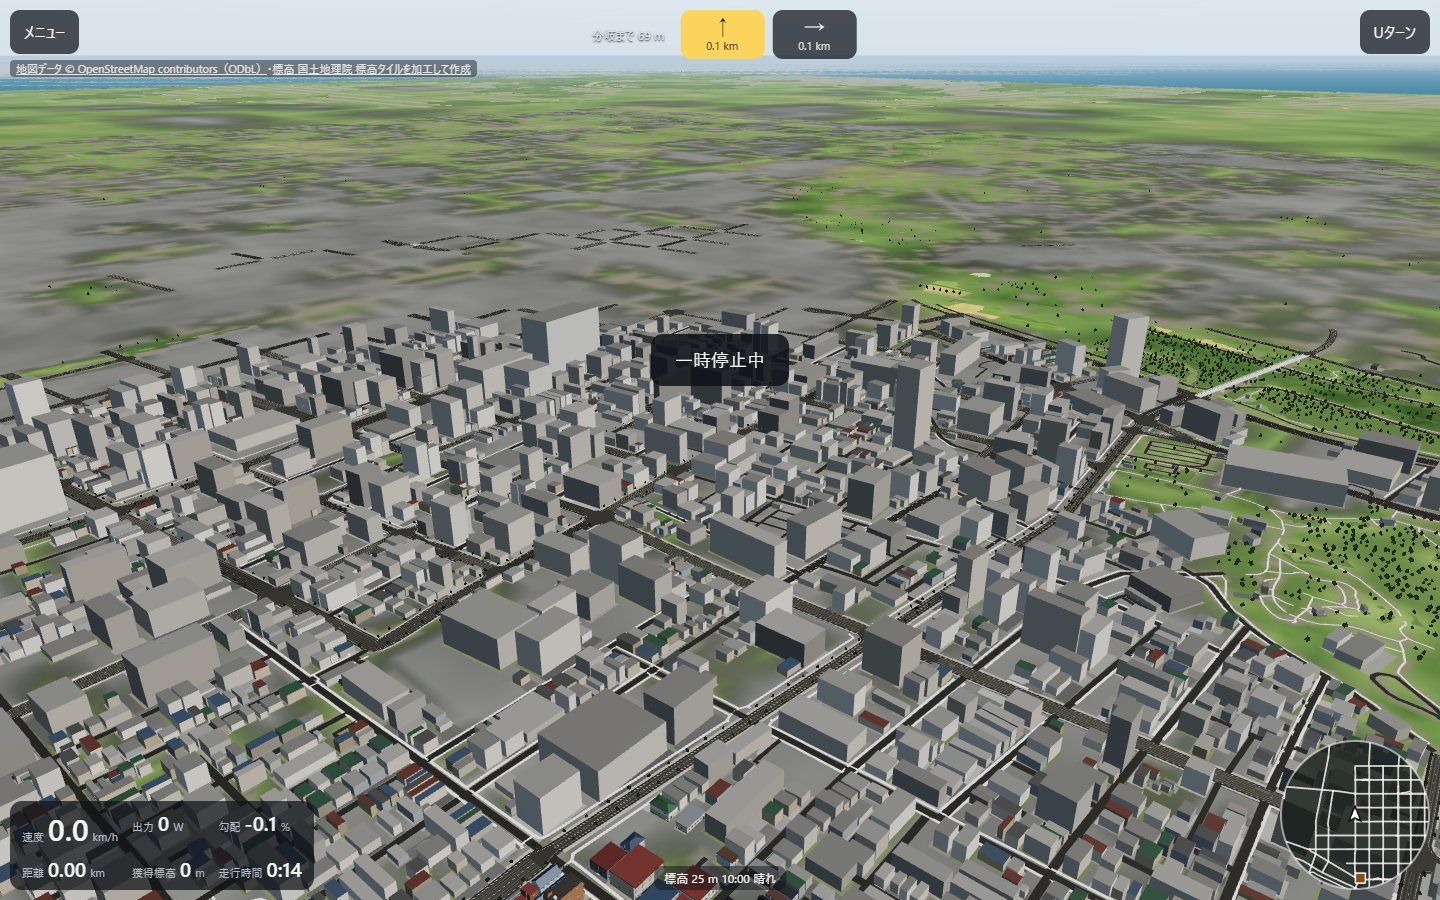 メニュー
分岐まで 69 m
↑
0.1 km
→
0.1 km
Uターン
地図データ © OpenStreetMap contributors（ODbL）・標高 国土地理院 標高タイルを加工して作成
一時停止中
速度 0.0 km/h
出力 0 W
勾配 -0.1 %
距離 0.00 km
獲得標高 0 m
走行時間 0:14
標高 25 m 10:00 晴れ